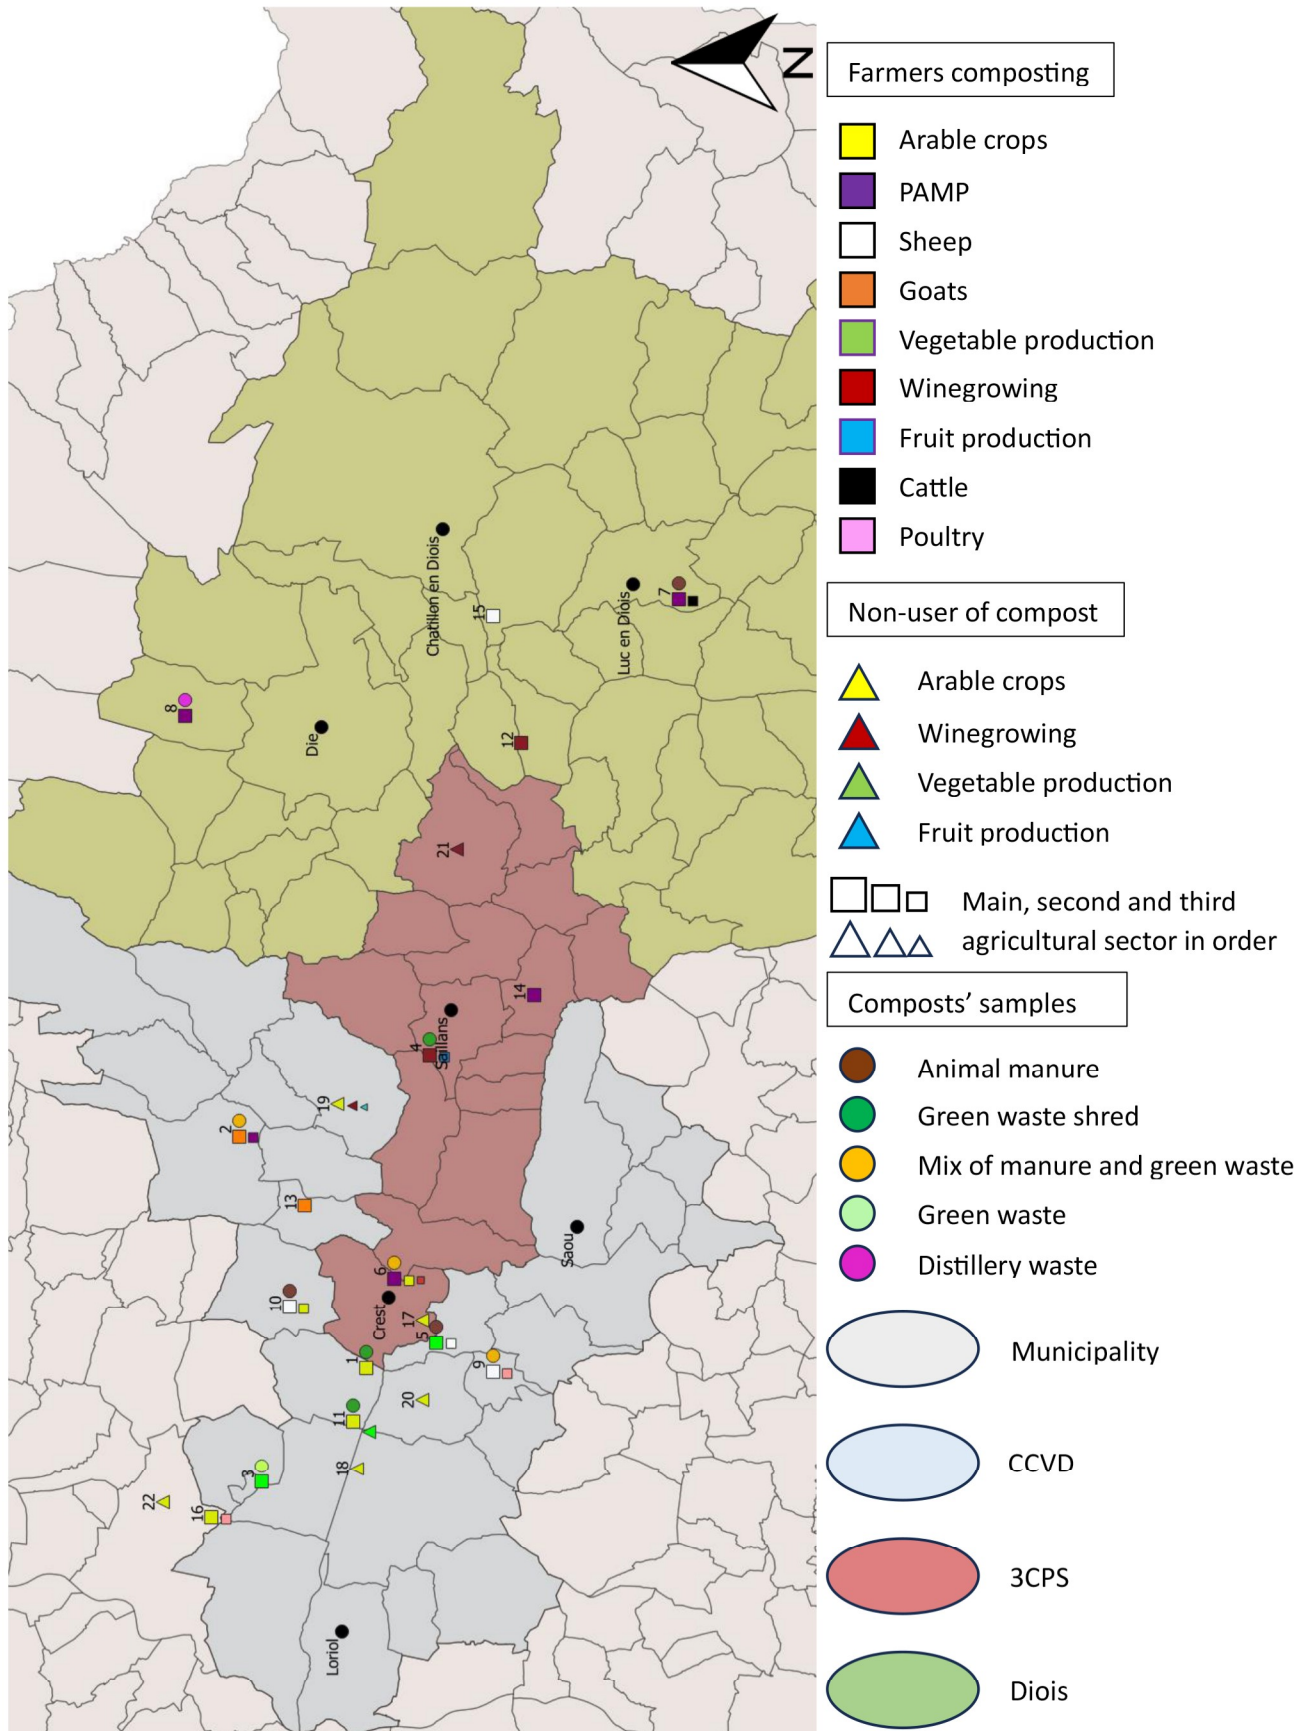 N
8
Die
Chatillon en Diois
15
Luc en Diois
7
12
21
14
4
Saillans
19
2
13
10
6
Crest
17
5
1
9
Saou
11
20
18
3
22
16
Loriol
Farmers composting
Arable crops
PAMP
Sheep
Goats
Vegetable production
Winegrowing
Fruit production
Cattle
Poultry
Non-user of compost
Arable crops
Winegrowing
Vegetable production
Fruit production
Main, second and third
agricultural sector in order
Composts’ samples
Animal manure
Green waste shred
Mix of manure and green waste
Green waste
Distillery waste
Municipality
CCVD
3CPS
Diois